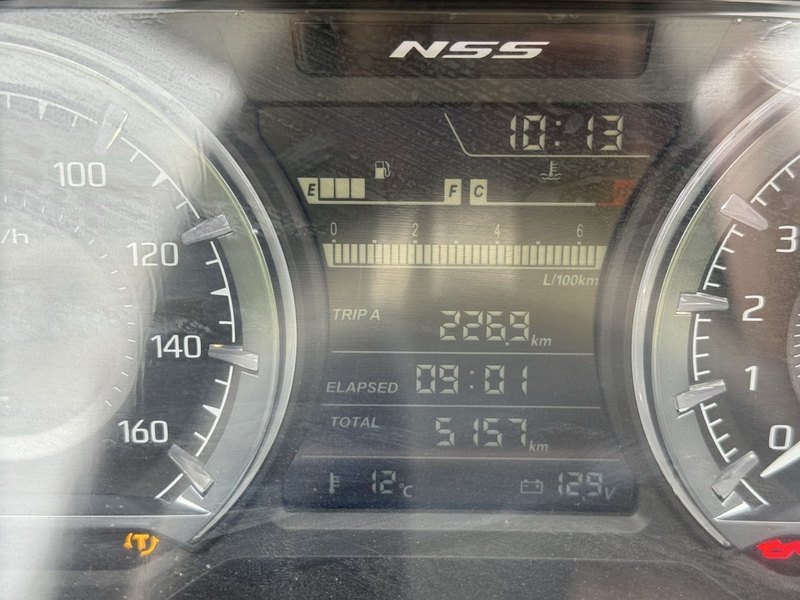 NSS
10:13
E F C H
0 2 4 6
L/100km
TRIP A 226.9 km
ELAPSED 09:01
TOTAL 5157 km
12°C 12.9V
100
/h
120
140
160
3
2
1
0
T